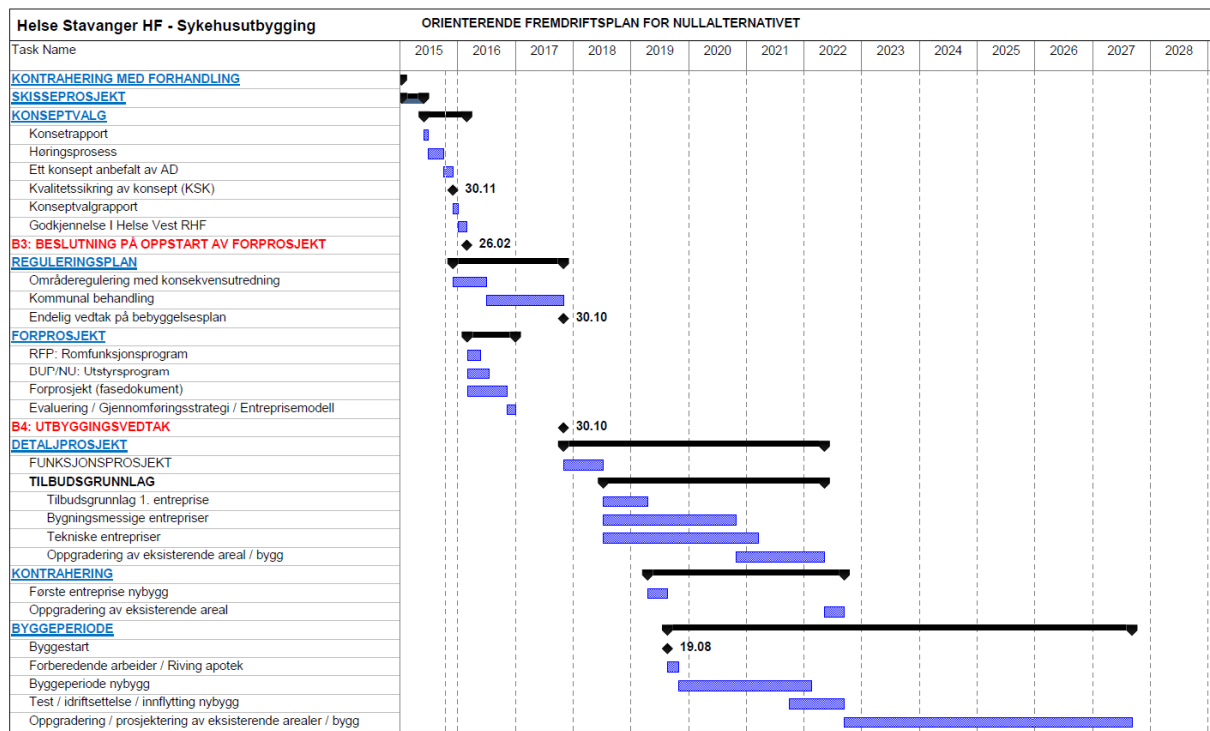 Helse Stavanger HF - Sykehusutbygging
ORIENTERENDE FREMDRIFTSPLAN FOR NULLALTERNATIVET
Task Name
2015 2016 2017 2018 2019 2020 2021 2022 2023 2024 2025 2026 2027 2028
KONTRAHERING MED FORHANDLING
SKISSEPROSJEKT
KONSEPTVALG
Konsetrapport
Høringsprosess
Ett konsept anbefalt av AD
Kvalitetssikring av konsept (KSK) 30.11
Konseptvalgrapport
Godkjennelse I Helse Vest RHF
B3: BESLUTNING PÅ OPPSTART AV FORPROSJEKT 26.02
REGULERINGSPLAN
Områderegulering med konsekvensutredning
Kommunal behandling
Endelig vedtak på bebyggelsesplan 30.10
FORPROSJEKT
RFP: Romfunksjonsprogram
BUP/NU: Utstyrsprogram
Forprosjekt (fasedokument)
Evaluering / Gjennomføringsstrategi / Entreprisemodell
B4: UTBYGGINGSVEDTAK 30.10
DETALJPROSJEKT
FUNKSJONSPROSJEKT
TILBUDSGRUNNLAG
Tilbudsgrunnlag 1. entreprise
Bygningsmessige entrepriser
Tekniske entrepriser
Oppgradering av eksisterende areal / bygg
KONTRAHERING
Første entreprise nybygg
Oppgradering av eksisterende areal
BYGGEPERIODE
Byggestart 19.08
Forberedende arbeider / Riving apotek
Byggeperiode nybygg
Test / idriftsettelse / innflytting nybygg
Oppgradering / prosjektering av eksisterende arealer / bygg